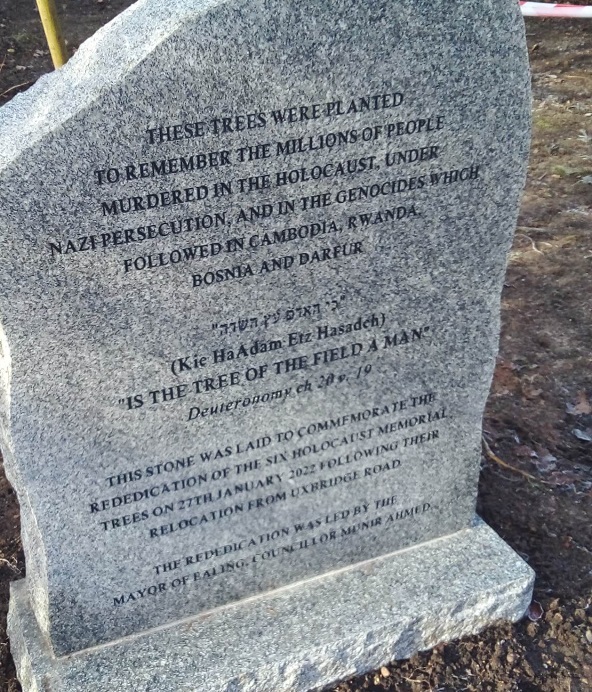 THESE TREES WERE PLANTED
TO REMEMBER THE MILLIONS OF PEOPLE
MURDERED IN THE HOLOCAUST, UNDER
NAZI PERSECUTION, AND IN THE GENOCIDES WHICH
FOLLOWED IN CAMBODIA, RWANDA,
BOSNIA AND DARFUR
"כי האדם עץ השדה"
(Kie HaAdam Etz Hasadeh)
"IS THE TREE OF THE FIELD A MAN"
Deuteronomy ch 20 v. 19
THIS STONE WAS LAID TO COMMEMORATE THE
REDEDICATION OF THE SIX HOLOCAUST MEMORIAL
TREES ON 27TH JANUARY 2022 FOLLOWING THEIR
RELOCATION FROM UXBRIDGE ROAD
THE REDEDICATION WAS LED BY THE
MAYOR OF EALING, COUNCILLOR MUNIR AHMED.